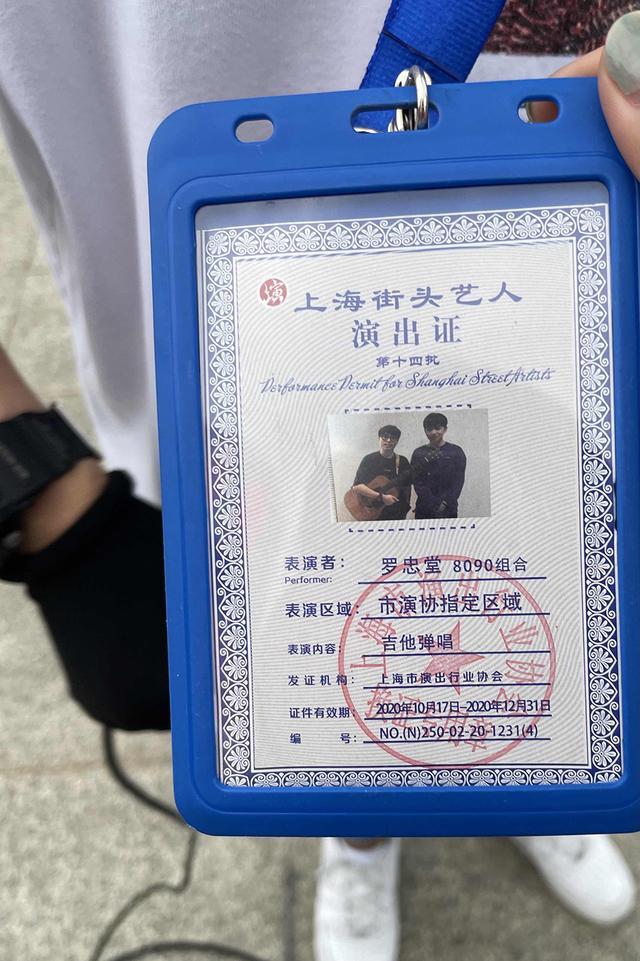 演
上海街头艺人
演出证
第十四批
Performance Permit for Shanghai Street Artists
表演者： 罗忠堂 8090组合
Performer:
表演区域： 市演协指定区域
表演内容： 吉他弹唱
发证机构： 上海市演出行业协会
证件有效期： 2020年10月17日-2020年12月31日
编 号： NO.(N)250-02-20-1231(4)